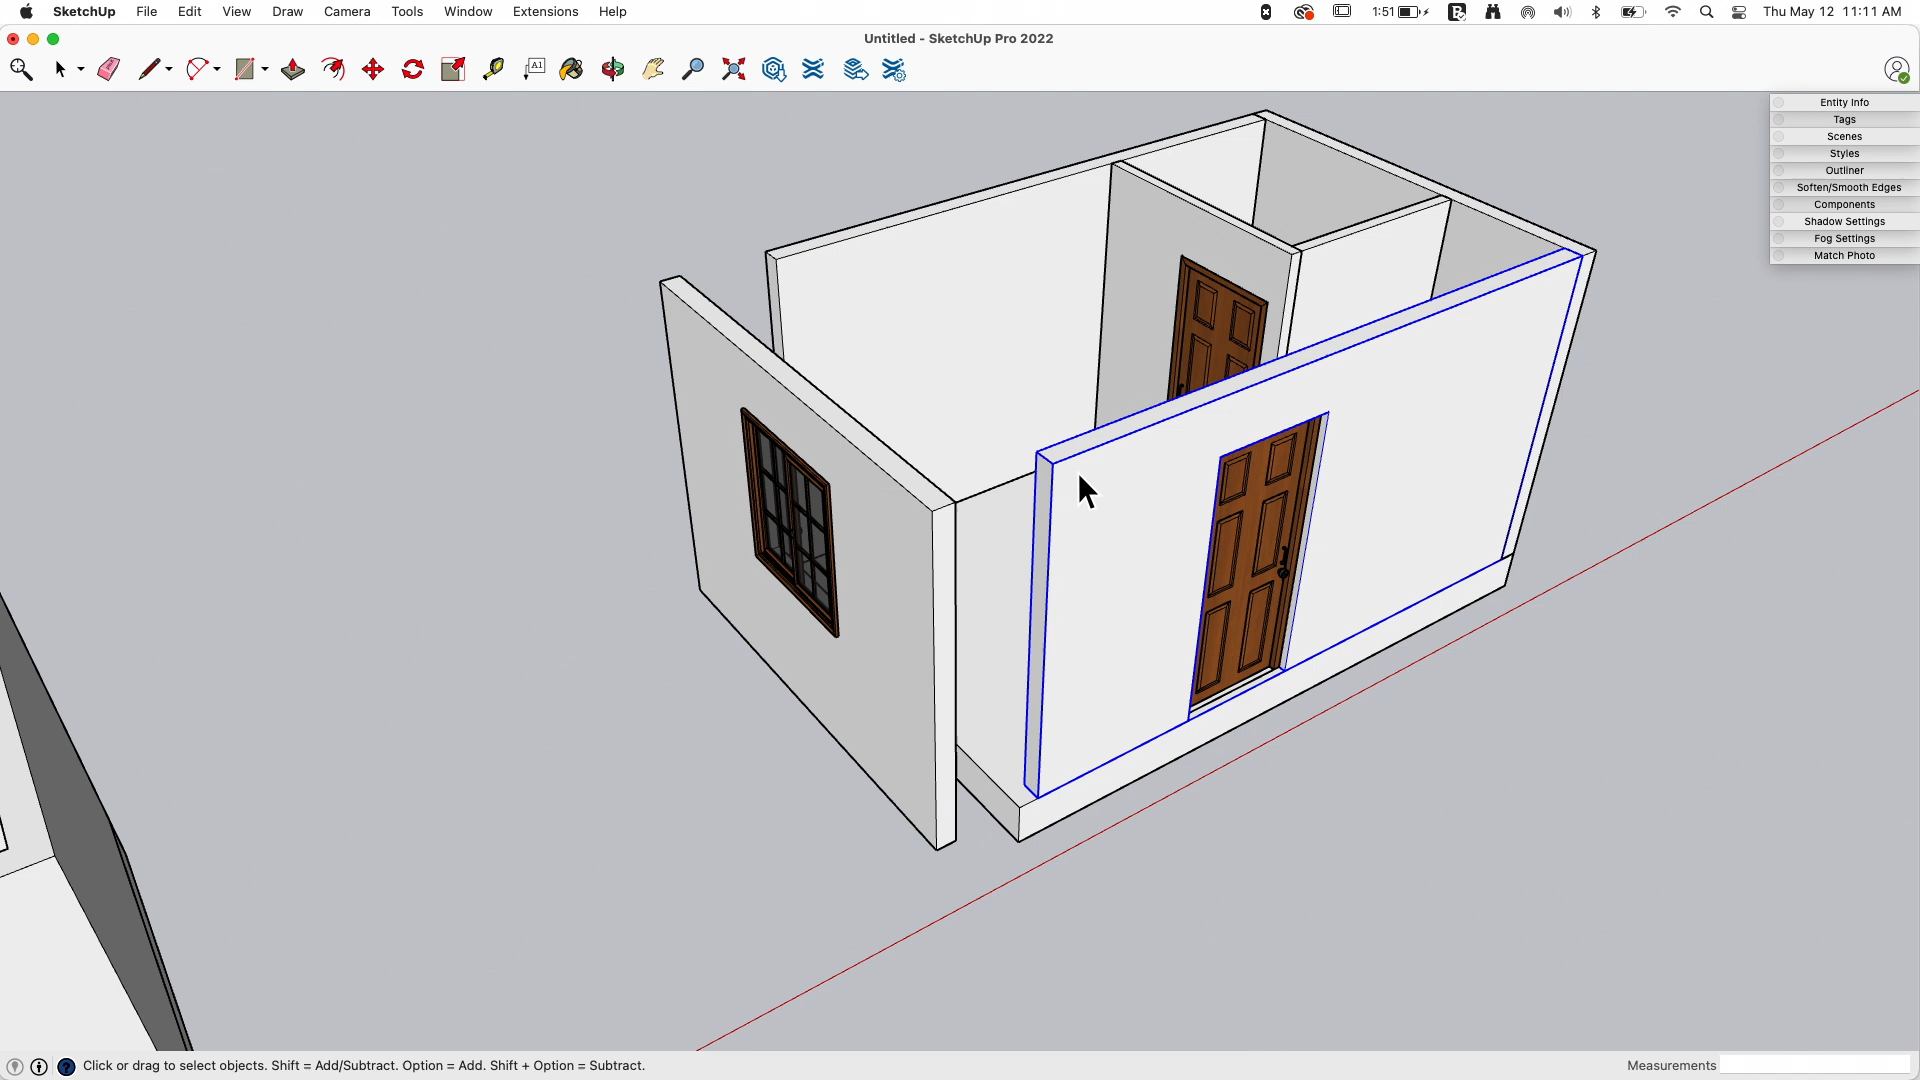 SketchUp File Edit View Draw Camera Tools Window Extensions Help 1:51 Thu May 12 11:11 AM
Untitled - SketchUp Pro 2022
A1
Entity Info
Tags
Scenes
Styles
Outliner
Soften/Smooth Edges
Components
Shadow Settings
Fog Settings
Match Photo
Click or drag to select objects. Shift = Add/Subtract. Option = Add. Shift + Option = Subtract. Measurements